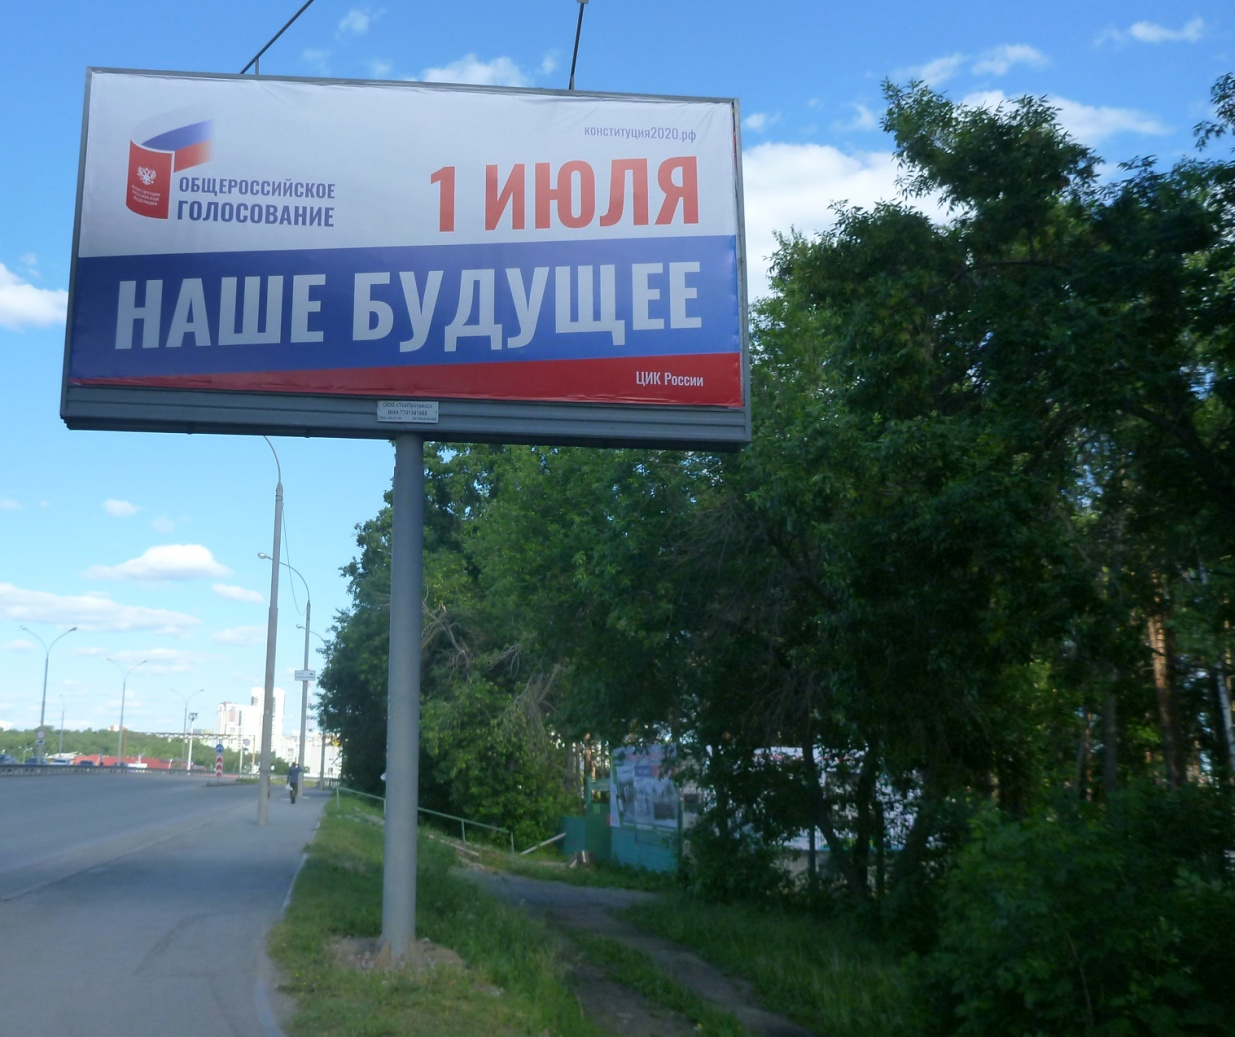 конституция2020.рф
1 ИЮЛЯ
ОБЩЕРОССИЙСКОЕ
ГОЛОСОВАНИЕ
НАШЕ БУДУЩЕЕ
ЦИК России